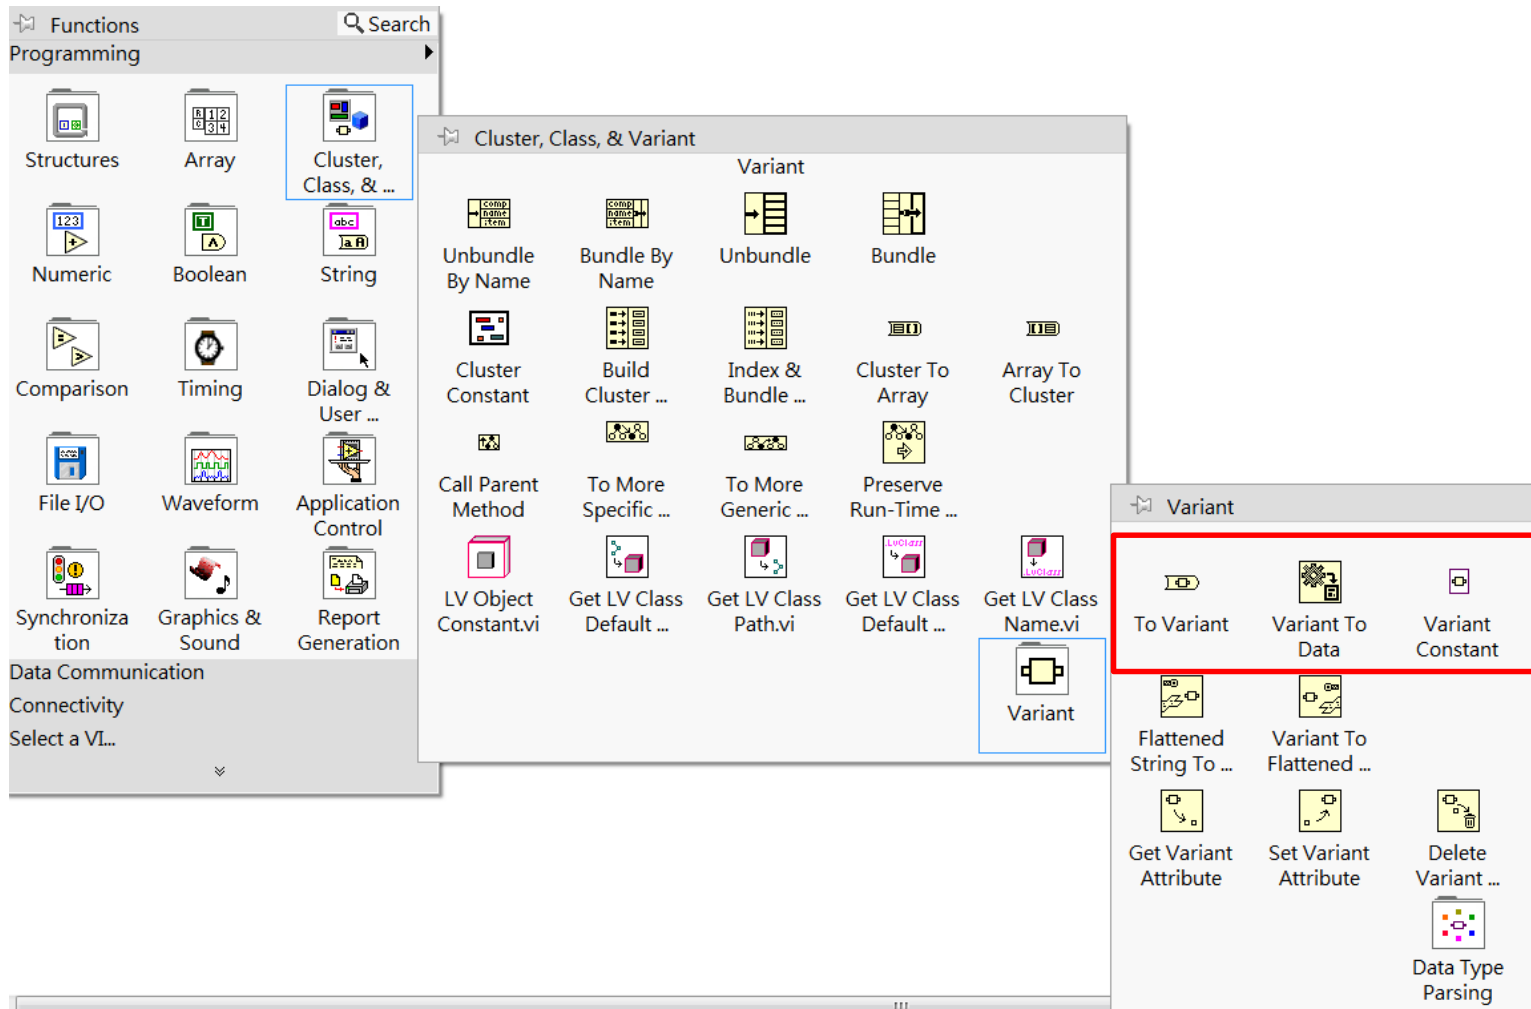 Functions
Search
Programming
Structures
Array
Cluster,
Class, & ...
Numeric
Boolean
String
Comparison
Timing
Dialog &
User ...
File I/O
Waveform
Application
Control
Synchroniza
tion
Graphics &
Sound
Report
Generation
Data Communication
Connectivity
Select a VI...
Cluster, Class, & Variant
Variant
Unbundle
By Name
Bundle By
Name
Unbundle
Bundle
Cluster
Constant
Build
Cluster ...
Index &
Bundle ...
Cluster To
Array
Array To
Cluster
Call Parent
Method
To More
Specific ...
To More
Generic ...
Preserve
Run-Time ...
LV Object
Constant.vi
Get LV Class
Default ...
Get LV Class
Path.vi
Get LV Class
Default ...
Get LV Class
Name.vi
Variant
Variant
To Variant
Variant To
Data
Variant
Constant
Flattened
String To ...
Variant To
Flattened ...
Get Variant
Attribute
Set Variant
Attribute
Delete
Variant ...
Data Type
Parsing